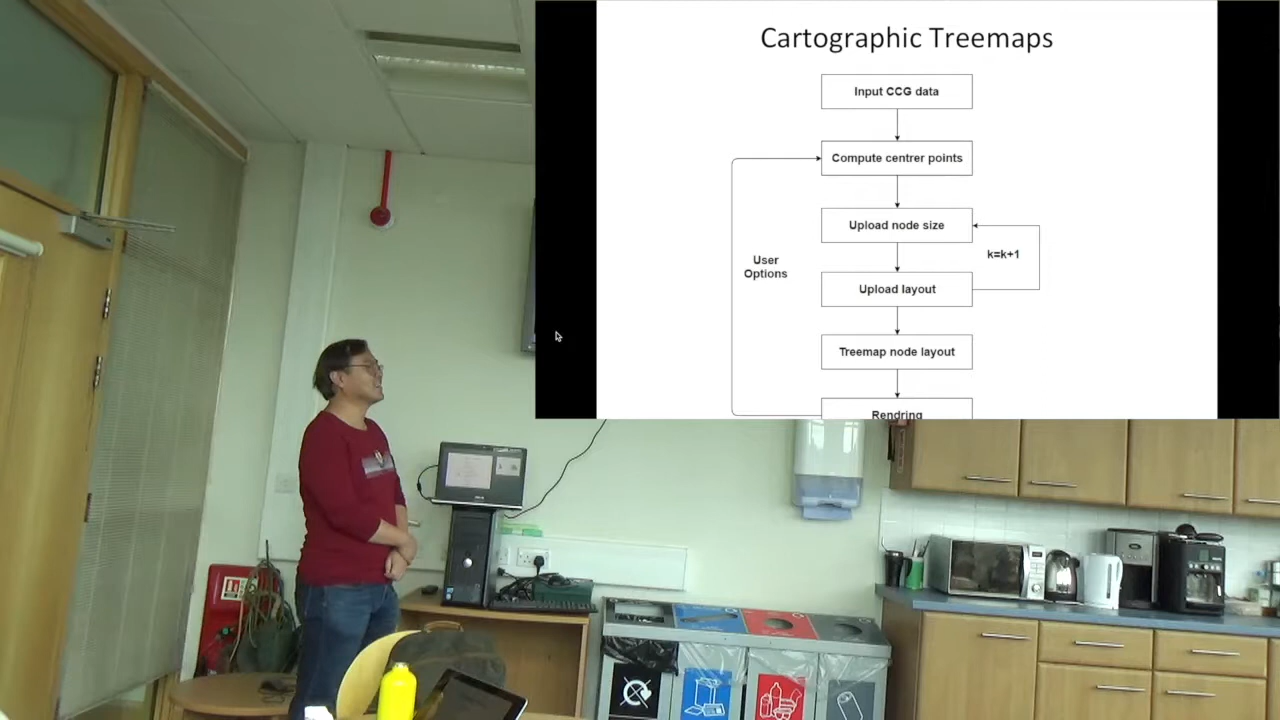 Cartographic Treemaps
Input CCG data
Compute centrer points
Upload node size
k=k+1
User
Options
Upload layout
Treemap node layout
Rendring